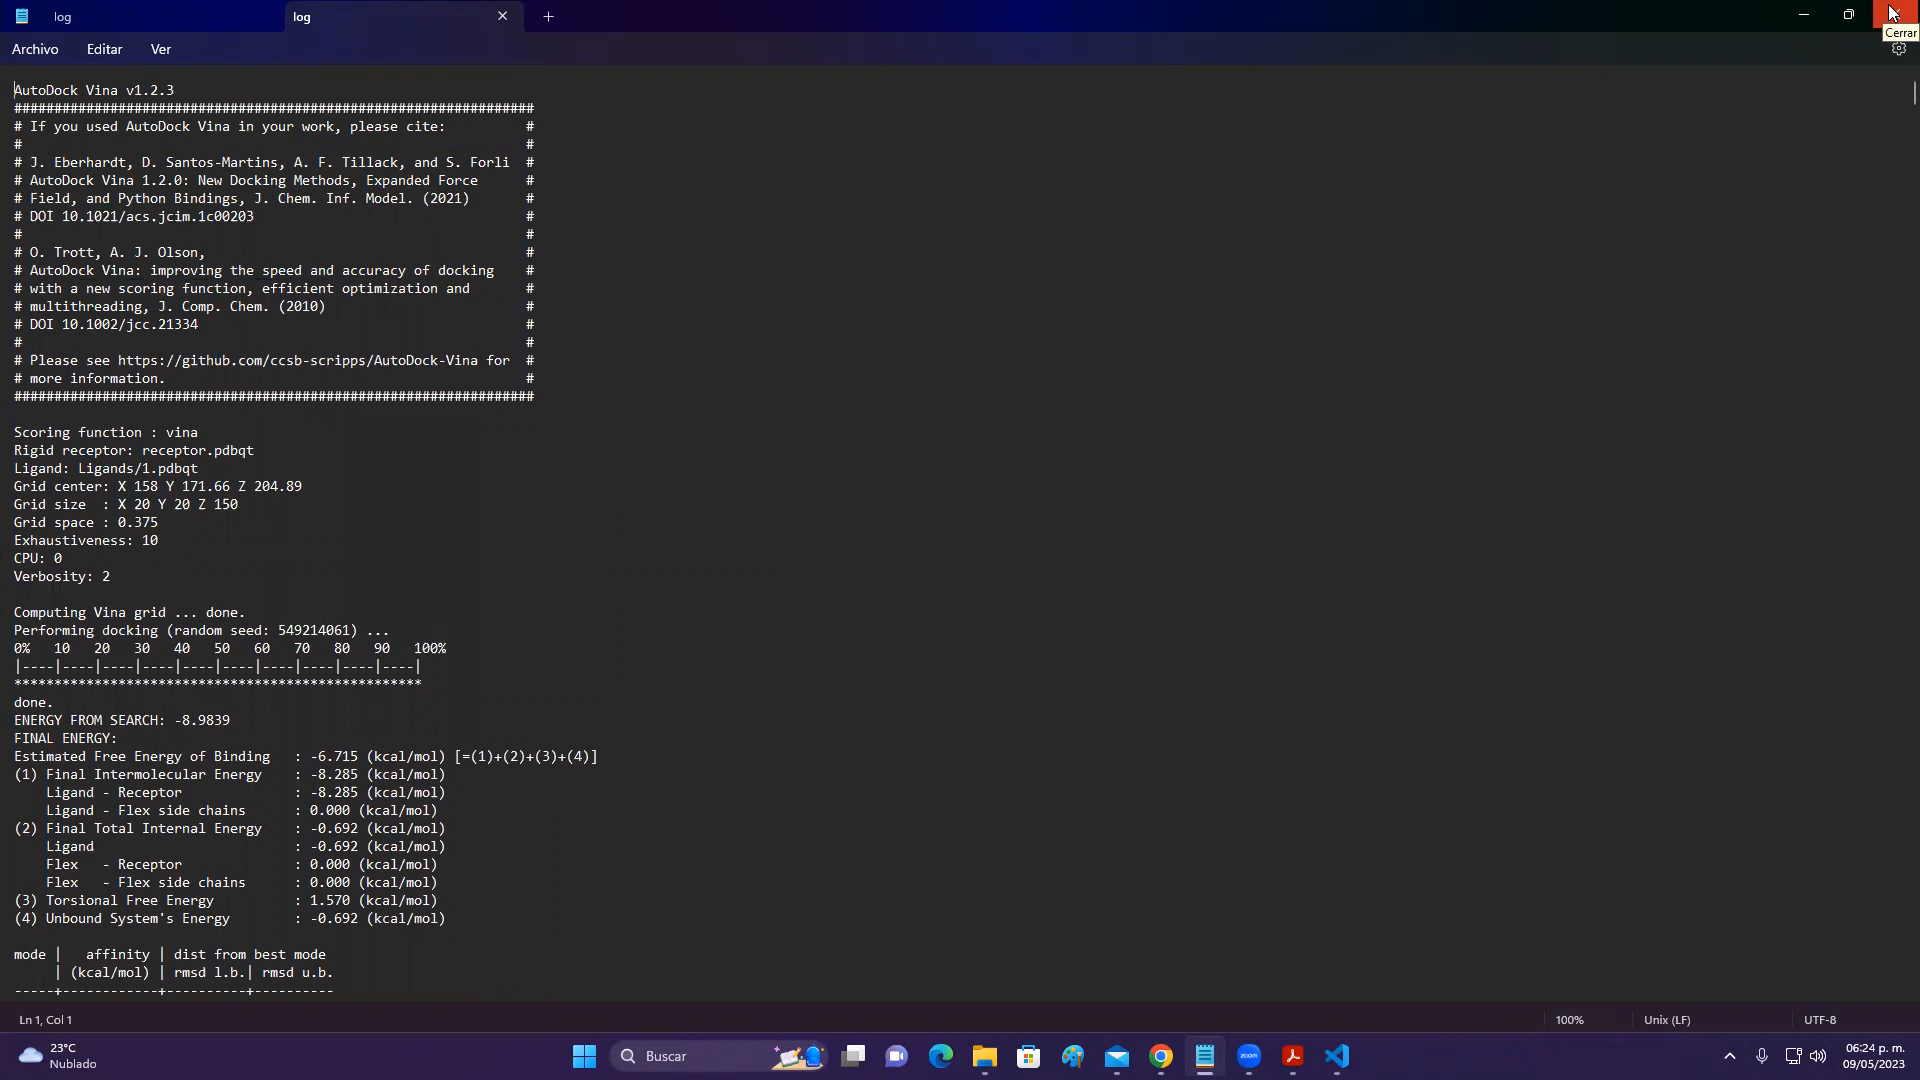 log
log
Cerrar
Archivo Editar Ver
AutoDock Vina v1.2.3
#################################################################
# If you used AutoDock Vina in your work, please cite:          #
#                                                               #
# J. Eberhardt, D. Santos-Martins, A. F. Tillack, and S. Forli  #
# AutoDock Vina 1.2.0: New Docking Methods, Expanded Force      #
# Field, and Python Bindings, J. Chem. Inf. Model. (2021)       #
# DOI 10.1021/acs.jcim.1c00203                                  #
#                                                               #
# O. Trott, A. J. Olson,                                        #
# AutoDock Vina: improving the speed and accuracy of docking    #
# with a new scoring function, efficient optimization and       #
# multithreading, J. Comp. Chem. (2010)                         #
# DOI 10.1002/jcc.21334                                         #
#                                                               #
# Please see https://github.com/ccsb-scripps/AutoDock-Vina for  #
# more information.                                             #
#################################################################
Scoring function : vina
Rigid receptor: receptor.pdbqt
Ligand: Ligands/1.pdbqt
Grid center: X 158 Y 171.66 Z 204.89
Grid size  : X 20 Y 20 Z 150
Grid space : 0.375
Exhaustiveness: 10
CPU: 0
Verbosity: 2
Computing Vina grid ... done.
Performing docking (random seed: 549214061) ...
0%   10   20   30   40   50   60   70   80   90   100%
|----|----|----|----|----|----|----|----|----|----|
***************************************************
done.
ENERGY FROM SEARCH: -8.9839
FINAL ENERGY:
Estimated Free Energy of Binding   : -6.715 (kcal/mol) [=(1)+(2)+(3)+(4)]
(1) Final Intermolecular Energy    : -8.285 (kcal/mol)
    Ligand - Receptor              : -8.285 (kcal/mol)
    Ligand - Flex side chains      : 0.000 (kcal/mol)
(2) Final Total Internal Energy    : -0.692 (kcal/mol)
    Ligand                         : -0.692 (kcal/mol)
    Flex   - Receptor              : 0.000 (kcal/mol)
    Flex   - Flex side chains      : 0.000 (kcal/mol)
(3) Torsional Free Energy          : 1.570 (kcal/mol)
(4) Unbound System's Energy        : -0.692 (kcal/mol)
mode |   affinity | dist from best mode
     | (kcal/mol) | rmsd l.b.| rmsd u.b.
-----+------------+----------+----------
Ln 1, Col 1 100% Unix (LF) UTF-8
23°C
Nublado
Buscar
zoom
06:24 p. m.
09/05/2023